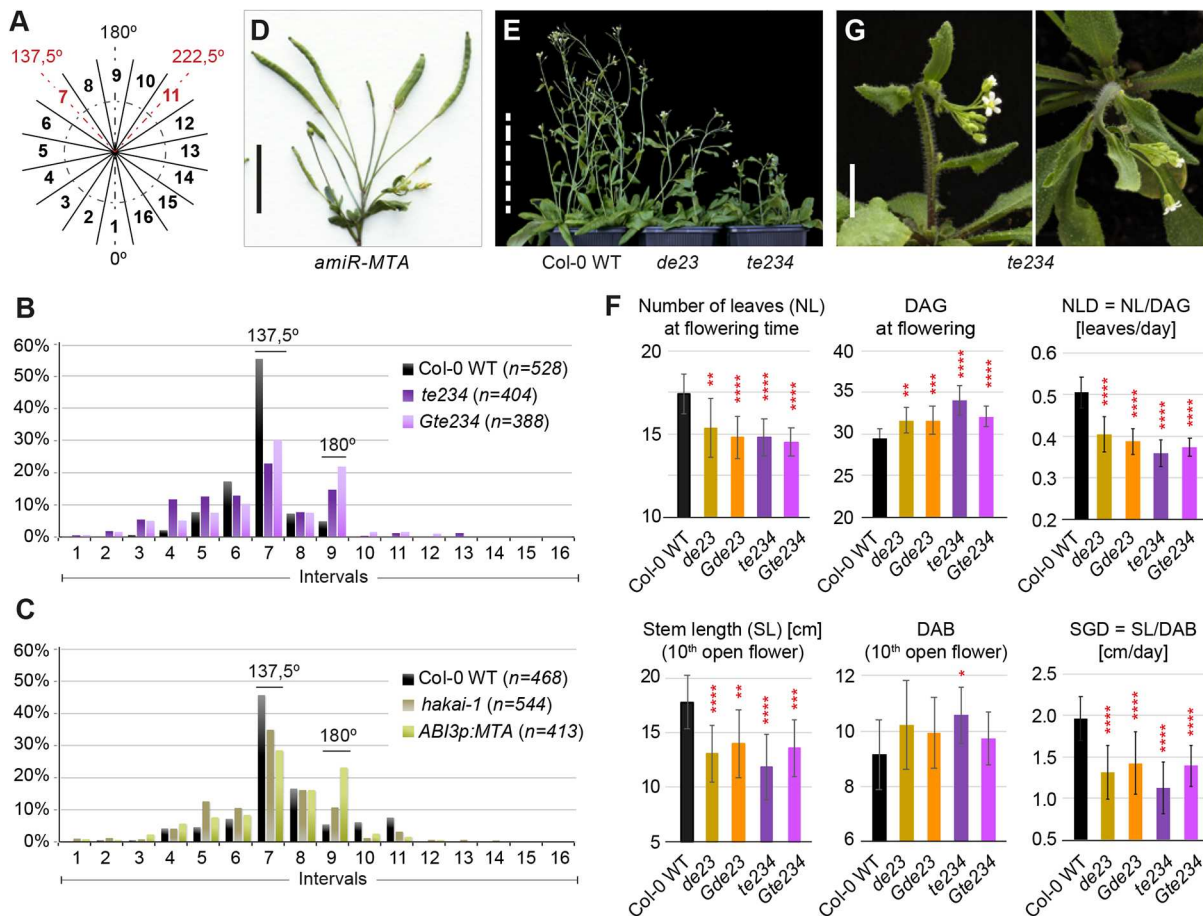 A
180º
137,5º
222,5º
9
8
10
7
11
6
12
5
13
4
14
3
15
2
16
1
0º
D
amiR-MTA
E
Col-0 WT
de23
te234
G
te234
B
60%
50%
40%
30%
20%
10%
0%
137,5º
180º
Col-0 WT (n=528)
te234 (n=404)
Gte234 (n=388)
1 2 3 4 5 6 7 8 9 10 11 12 13 14 15 16
Intervals
C
60%
50%
40%
30%
20%
10%
0%
137,5º
180º
Col-0 WT (n=468)
hakai-1 (n=544)
ABI3p:MTA (n=413)
1 2 3 4 5 6 7 8 9 10 11 12 13 14 15 16
Intervals
F
Number of leaves (NL)
at flowering time
20
15
10
** **** **** ****
Col-0 WT
de23
Gde23
te234
Gte234
DAG
at flowering
40
35
30
25
20
** *** **** ****
Col-0 WT
de23
Gde23
te234
Gte234
NLD = NL/DAG
[leaves/day]
0.6
0.5
0.4
0.3
0.2
**** **** **** ****
Col-0 WT
de23
Gde23
te234
Gte234
Stem length (SL) [cm]
(10th open flower)
20
15
10
5
**** ** **** ***
Col-0 WT
de23
Gde23
te234
Gte234
DAB
(10th open flower)
12
10
8
6
*
Col-0 WT
de23
Gde23
te234
Gte234
SGD = SL/DAB
[cm/day]
2.5
2.0
1.5
1.0
0.5
**** **** **** ****
Col-0 WT
de23
Gde23
te234
Gte234